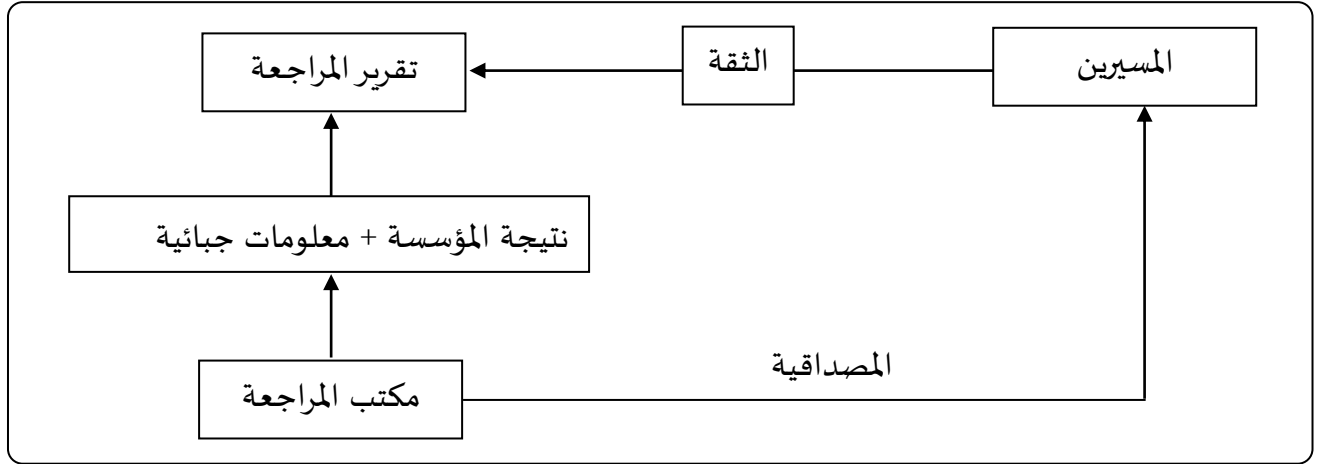 المسيرين
الثقة
تقرير المراجعة
نتيجة المؤسسة + معلومات جبائية
المصداقية
مكتب المراجعة